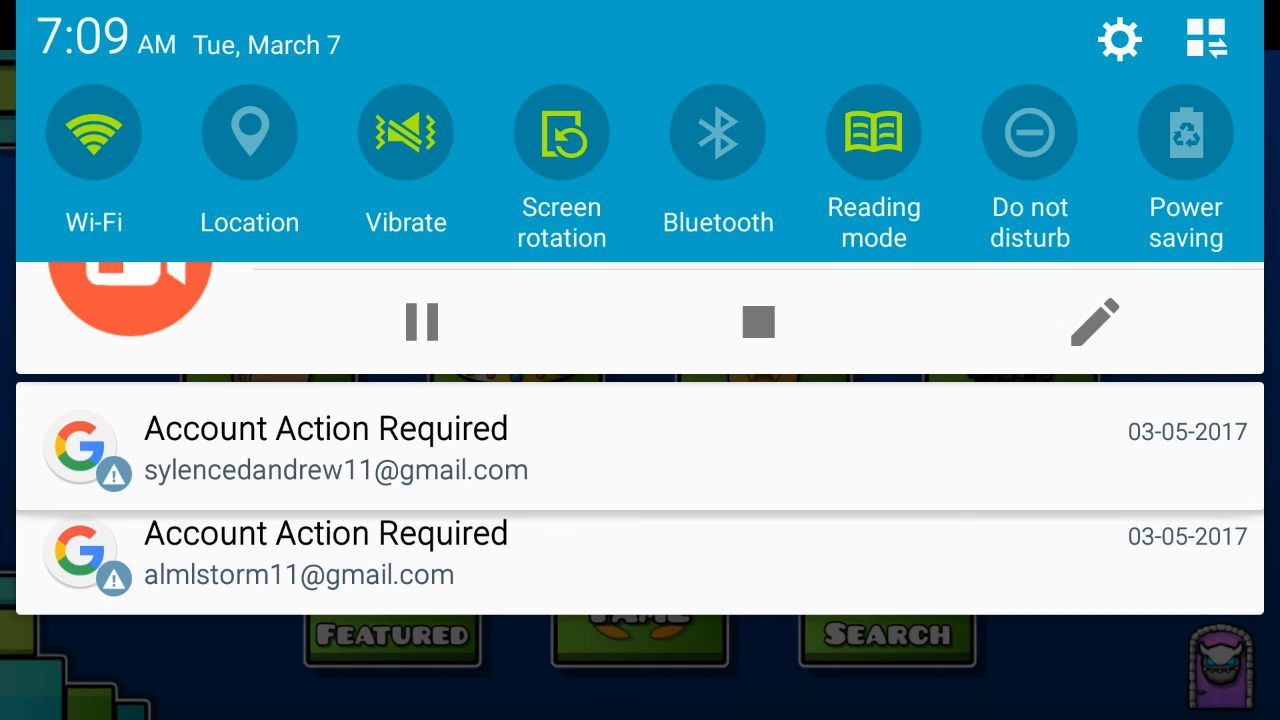 7:09 AM Tue, March 7
Wi-Fi
Location
Vibrate
Screen
rotation
Bluetooth
Reading
mode
Do not
disturb
Power
saving
Account Action Required
03-05-2017
sylencedandrew11@gmail.com
Account Action Required
03-05-2017
almlstorm11@gmail.com
FEATURED
FAME
SEARCH